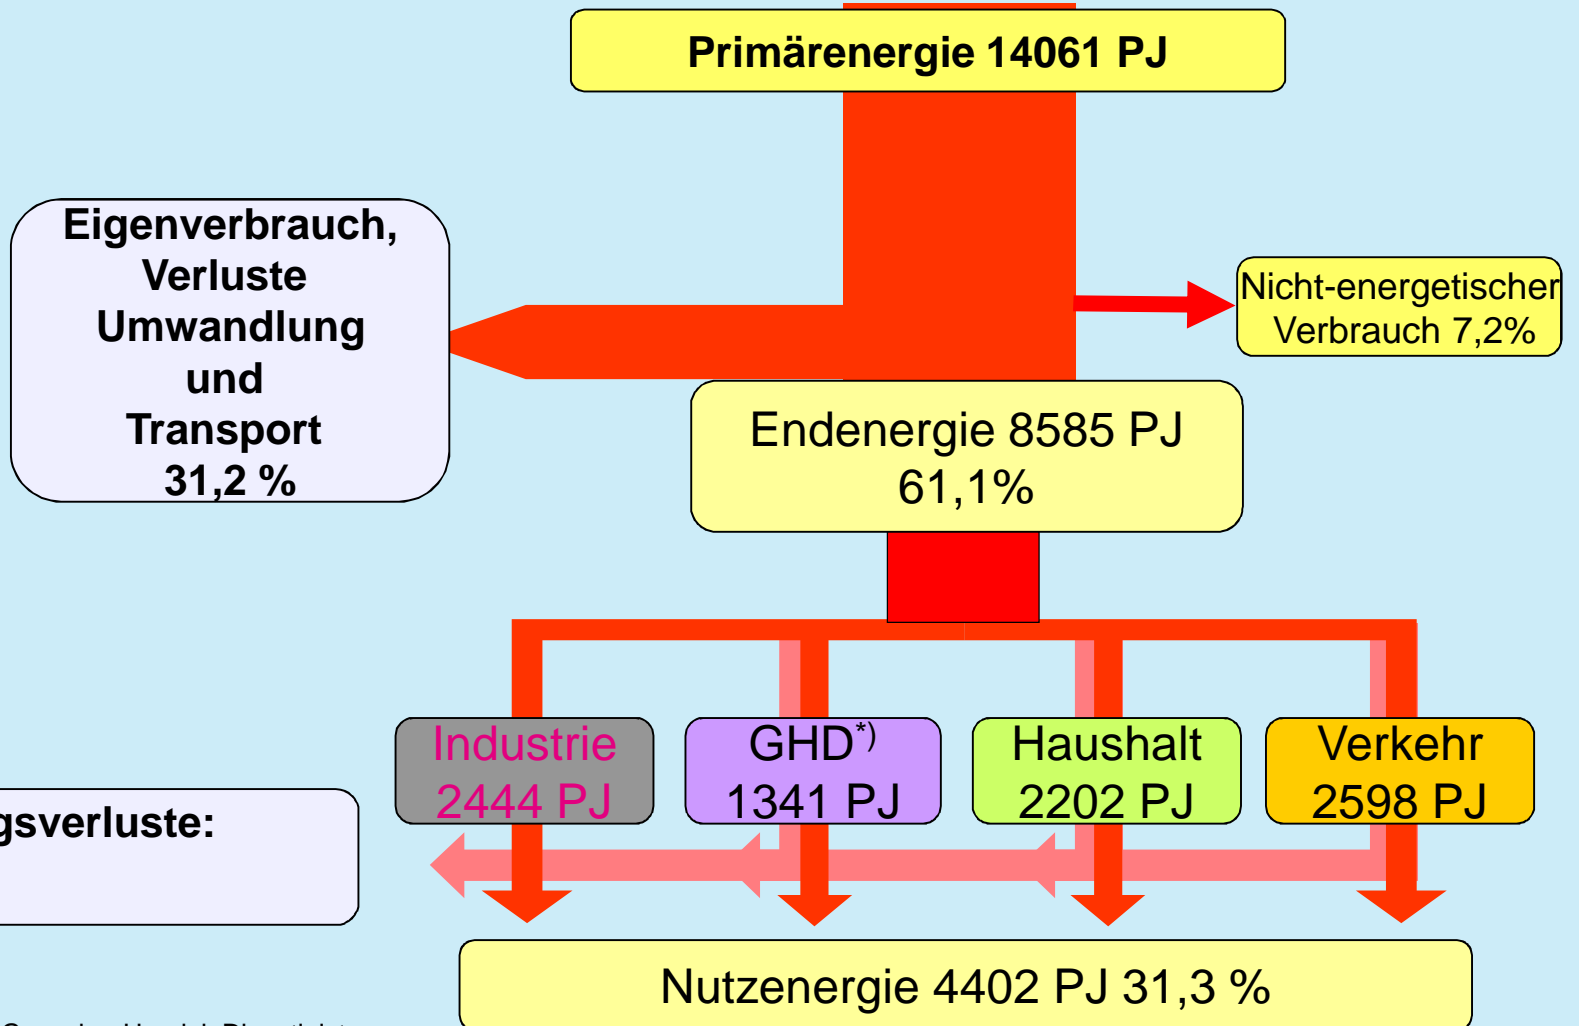 Primärenergie 14061 PJ
Eigenverbrauch,
Verluste
Umwandlung
und
Transport
31,2 %
Nicht-energetischer
Verbrauch 7,2%
Endenergie 8585 PJ
61,1%
Industrie
2444 PJ
GHD*)
1341 PJ
Haushalt
2202 PJ
Verkehr
2598 PJ
gsverluste:
Nutzenergie 4402 PJ 31,3 %